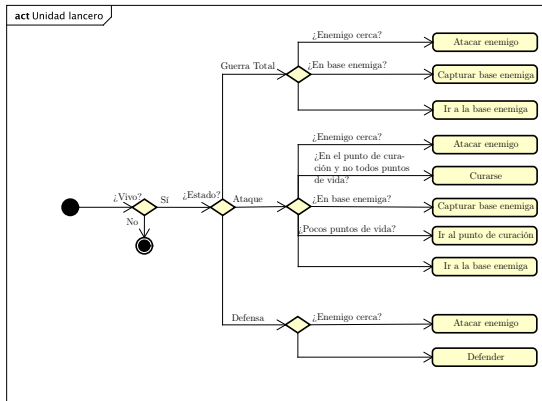 act Unidad lancero
¿Enemigo cerca?
Atacar enemigo
Guerra Total
¿En base enemiga?
Capturar base enemiga
Ir a la base enemiga
¿Enemigo cerca?
Atacar enemigo
¿En el punto de cura-
ción y no todos puntos
de vida?
Curarse
¿Vivo?
Sí
¿Estado?
Ataque
¿En base enemiga?
Capturar base enemiga
No
¿Pocos puntos de vida?
Ir al punto de curación
Ir a la base enemiga
Defensa
¿Enemigo cerca?
Atacar enemigo
Defender